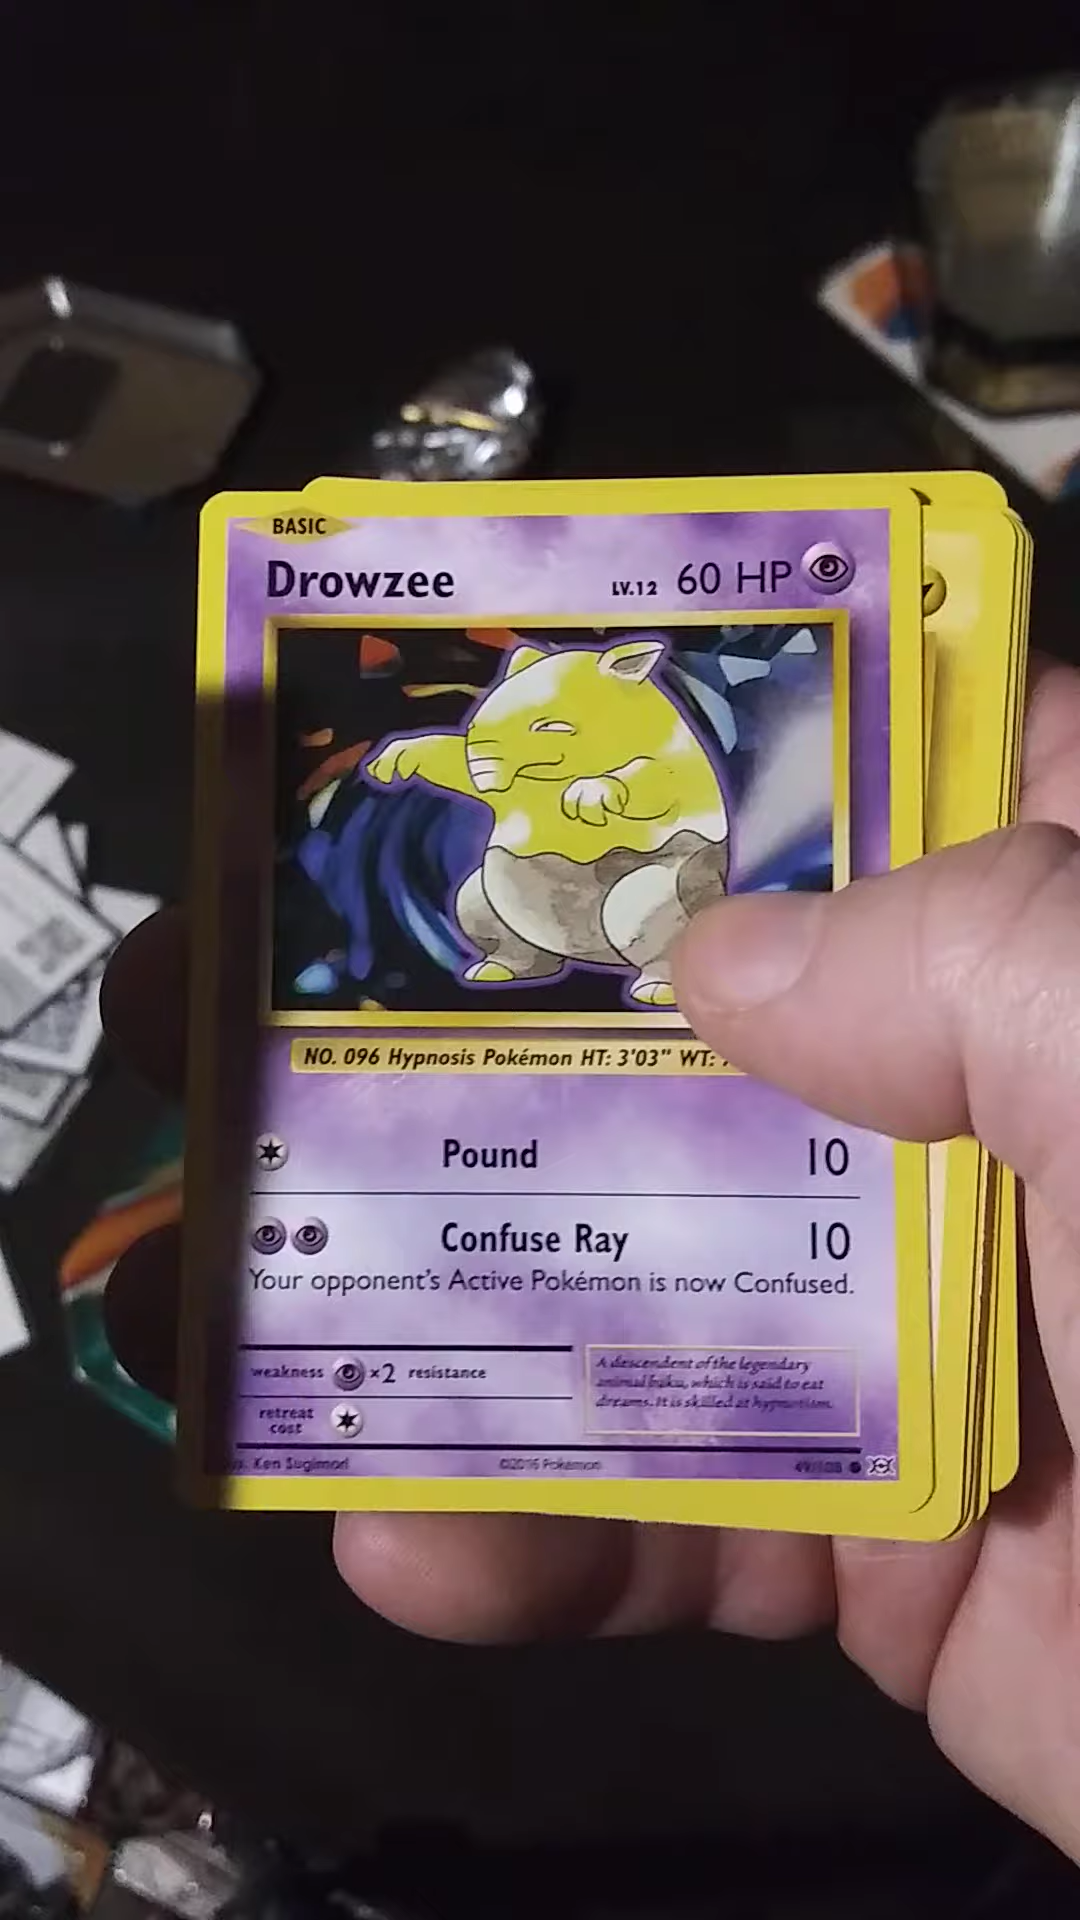 BASIC
Drowzee LV.12 60 HP
NO. 096 Hypnosis Pokémon HT: 3'03" WT:
Pound 10
Confuse Ray 10
Your opponent's Active Pokémon is now Confused.
weakness ×2 resistance
retreat
cost
A descendent of the legendary
animal baku, which is said to eat
dreams. It is skilled at hypnotism.
Ken Sugimori ©2016 Pokémon 49/108